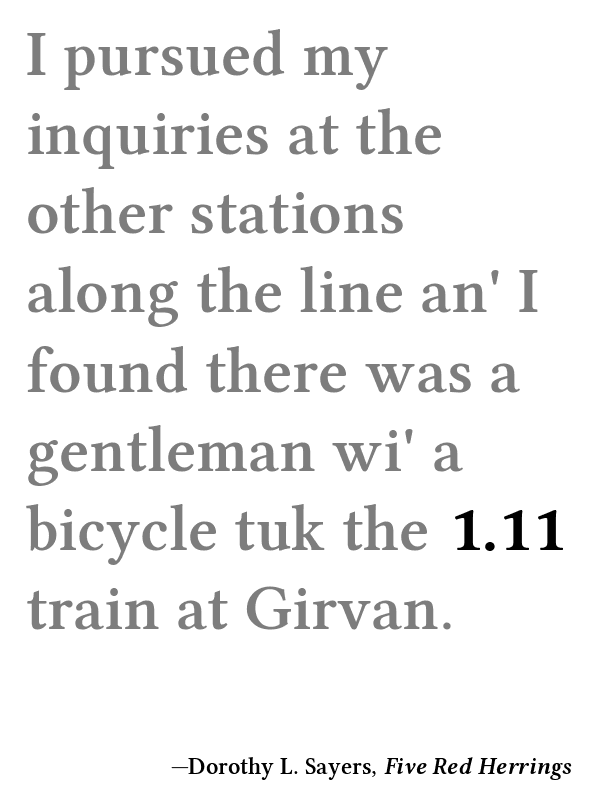 I pursued my
inquiries at the
other stations
along the line an' I
found there was a
gentleman wi' a
bicycle tuk the 1.11
train at Girvan.
—Dorothy L. Sayers, Five Red Herrings